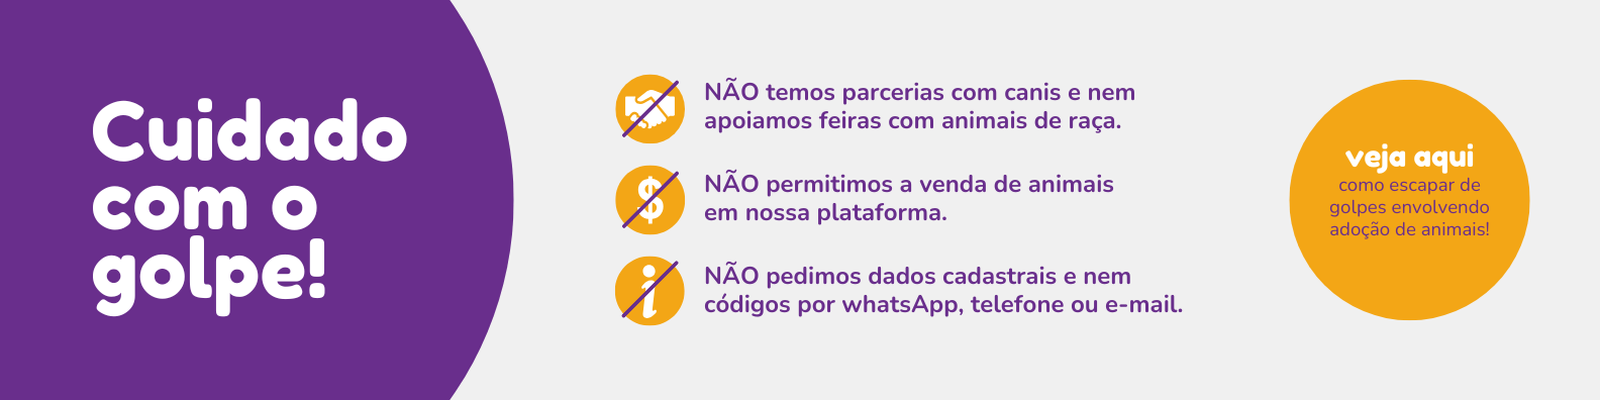 Cuidado
com o
golpe!
NÃO temos parcerias com canis e nem
apoiamos feiras com animais de raça.
NÃO permitimos a venda de animais
em nossa plataforma.
NÃO pedimos dados cadastrais e nem
códigos por whatsApp, telefone ou e-mail.
veja aqui
como escapar de
golpes envolvendo
adoção de animais!